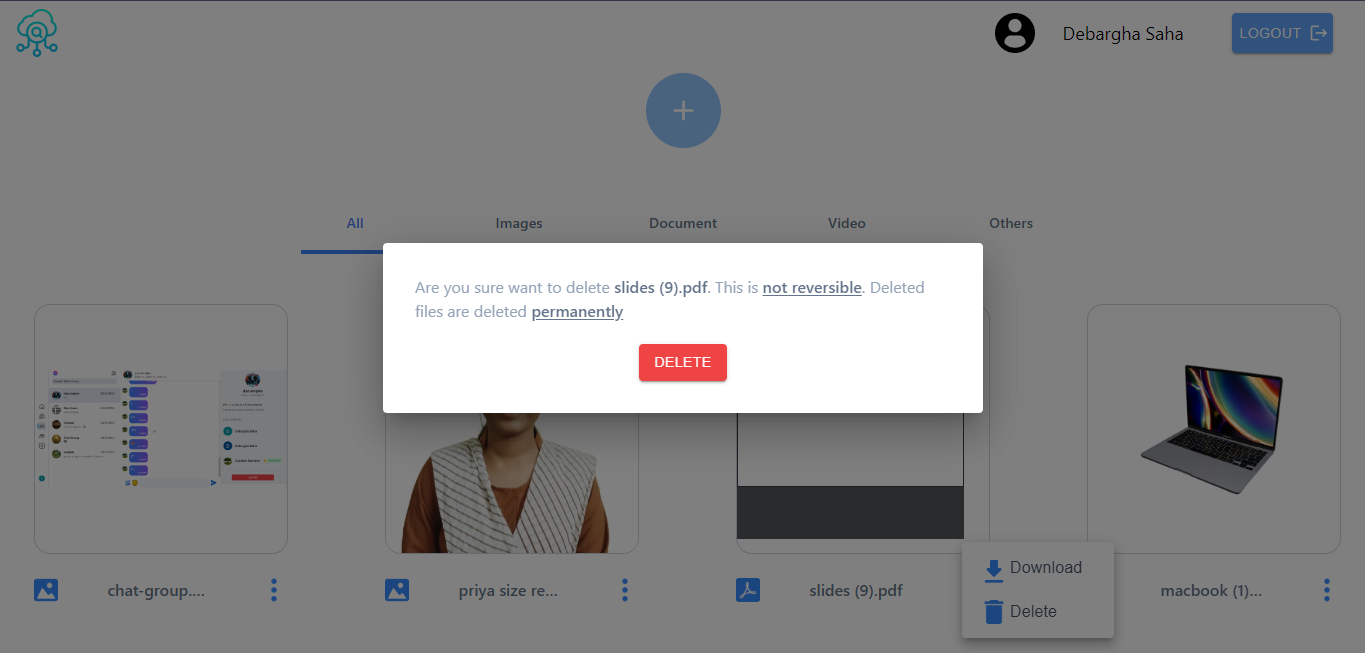 Debargha Saha
LOGOUT
All
Images
Document
Video
Others
Are you sure want to delete slides (9).pdf. This is not reversible. Deleted
files are deleted permanently
DELETE
chat-group....
priya size re...
slides (9).pdf
macbook (1)...
Download
Delete